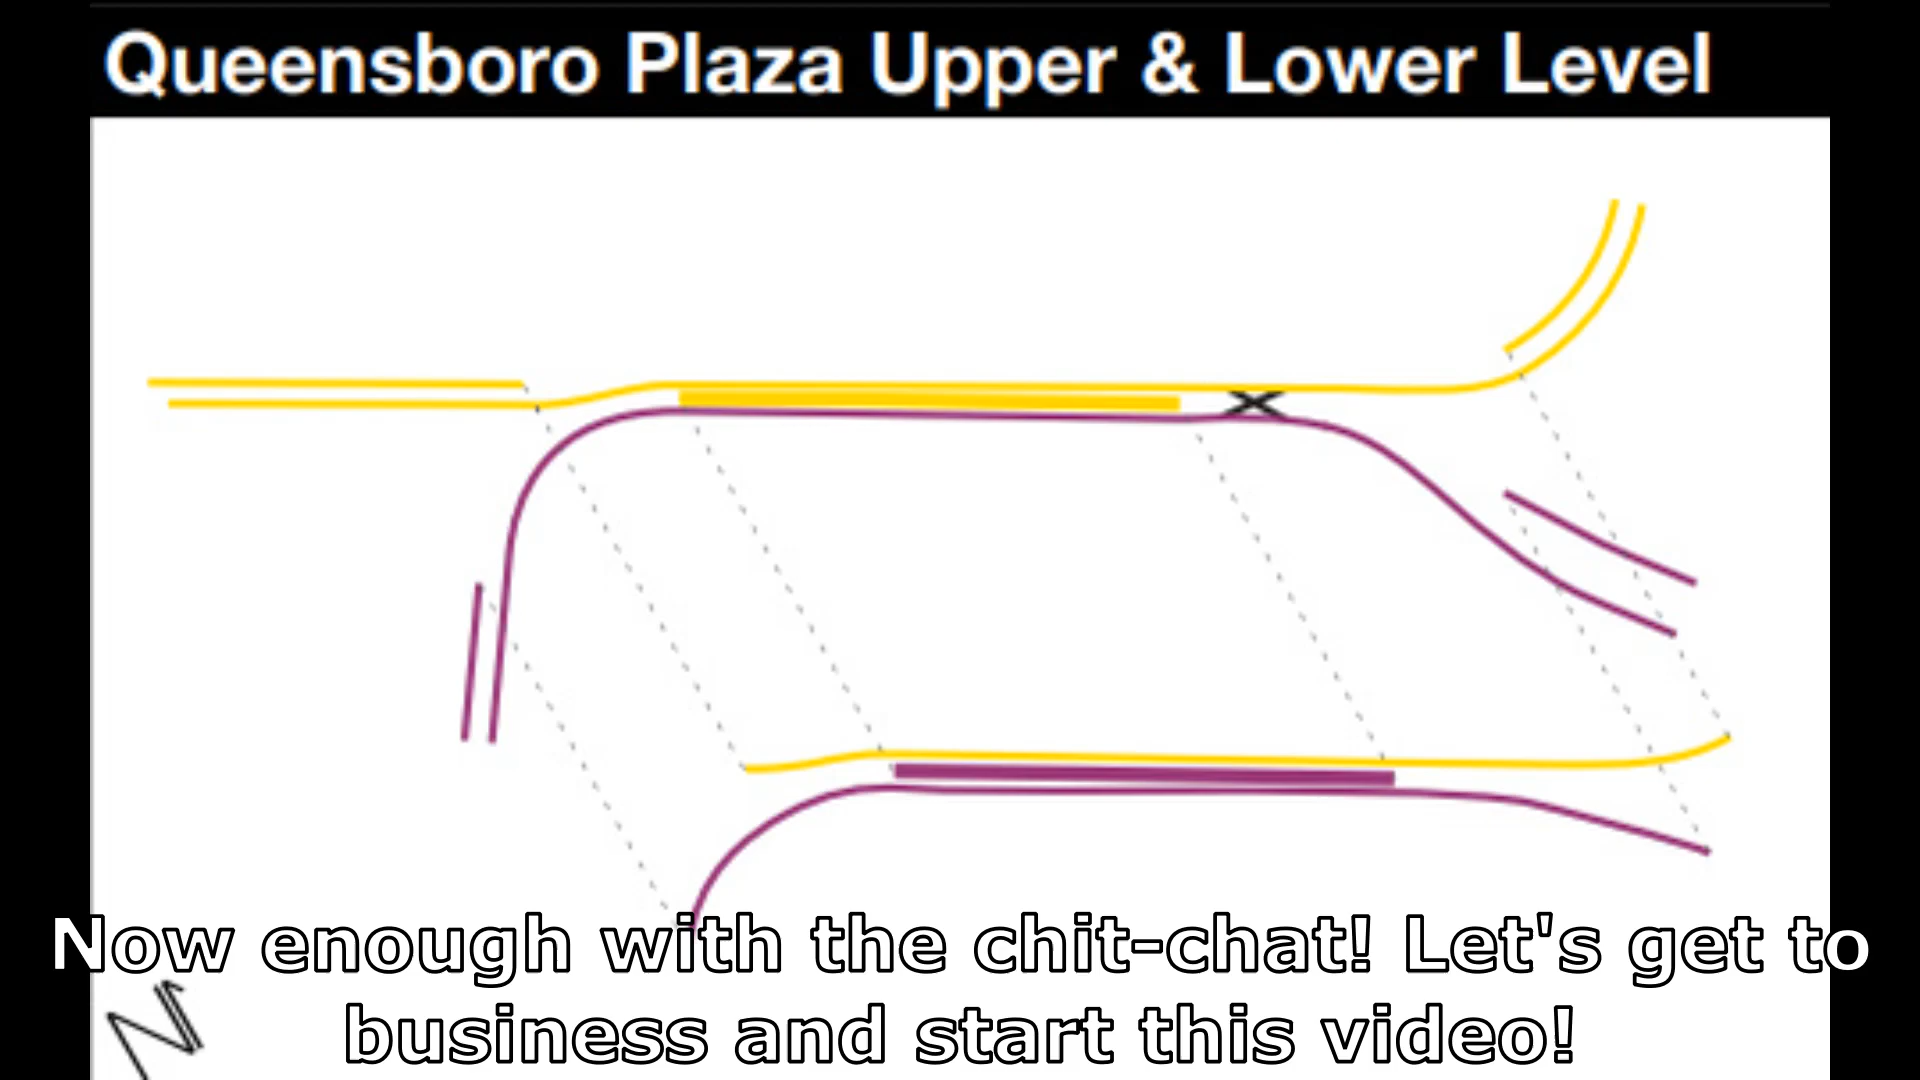 Queensboro Plaza Upper & Lower Level
Now enough with the chit-chat! Let's get to
business and start this video!
N